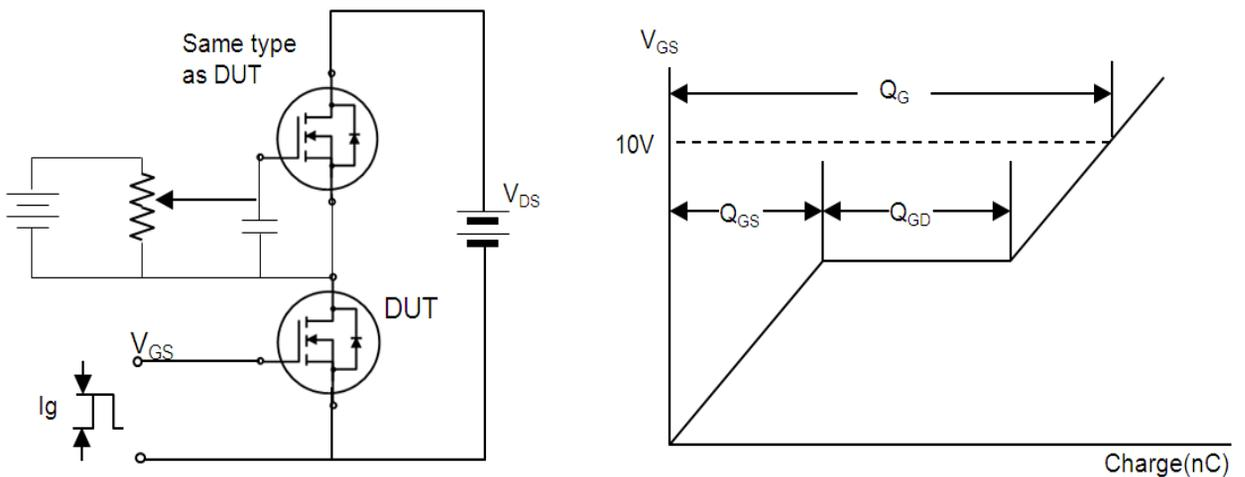 Same type
as DUT
V_DS
DUT
V_GS
Ig
V_GS
Q_G
10V
Q_GS
Q_GD
Charge(nC)